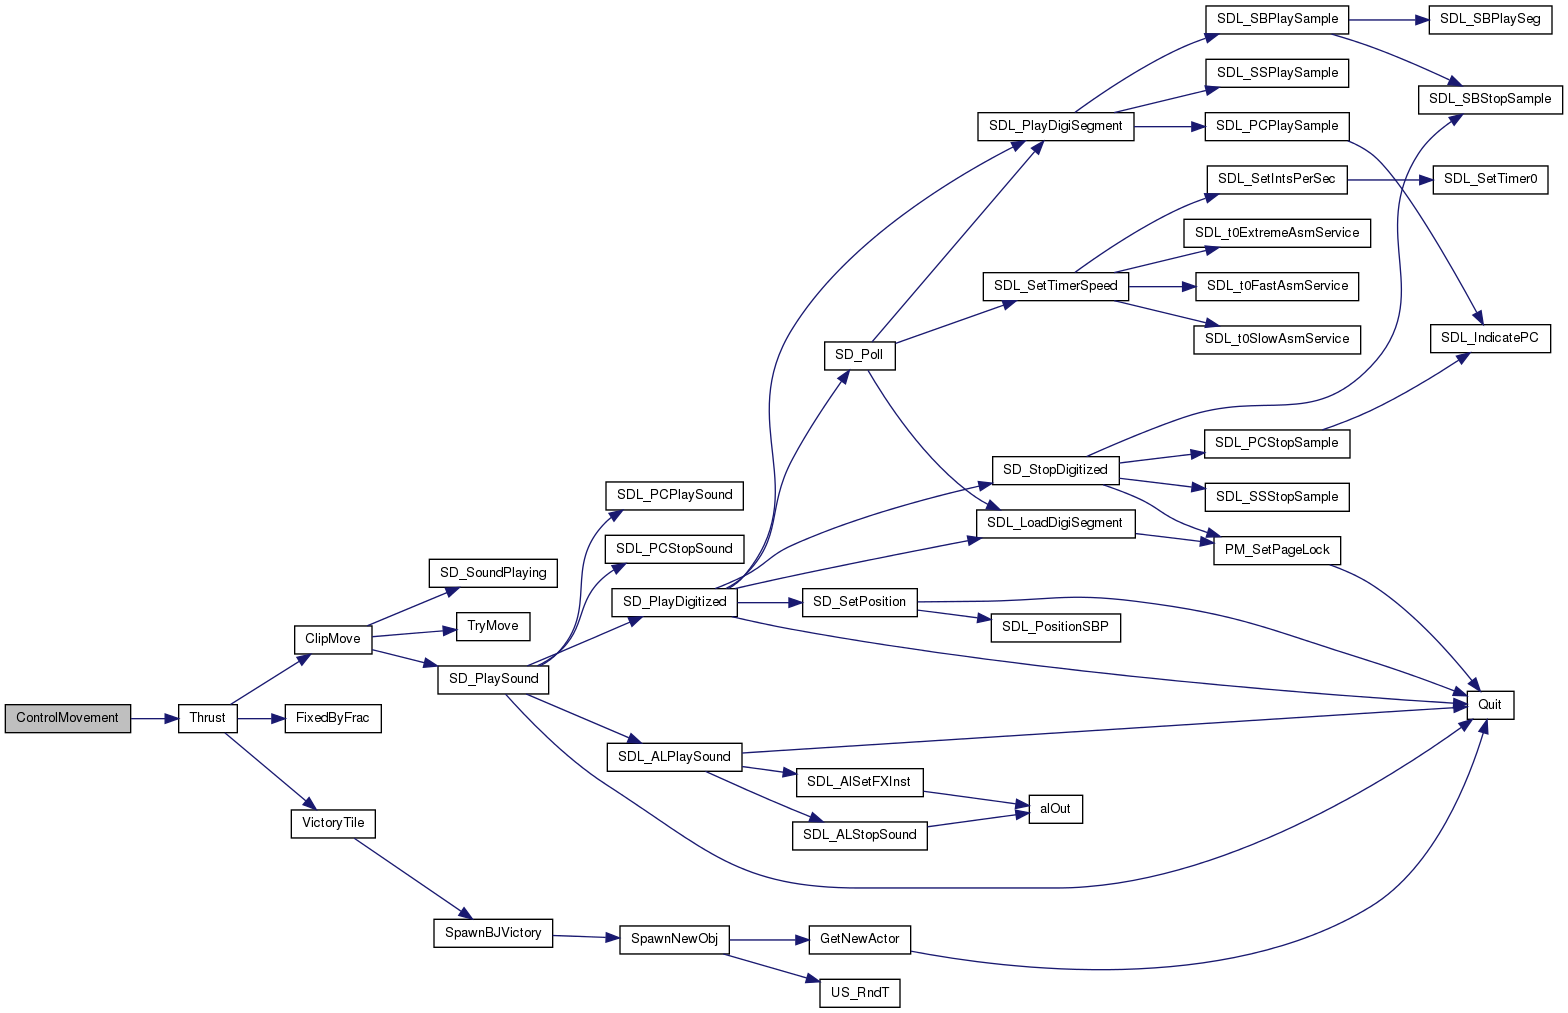 SDL_SBPlaySample
SDL_SBPlaySeg
SDL_SSPlaySample
SDL_SBStopSample
SDL_PlayDigiSegment
SDL_PCPlaySample
SDL_SetIntsPerSec
SDL_SetTimer0
SDL_t0ExtremeAsmService
SDL_SetTimerSpeed
SDL_t0FastAsmService
SDL_t0SlowAsmService
SDL_IndicatePC
SD_Poll
SDL_PCStopSample
SD_StopDigitized
SDL_SSStopSample
SDL_PCPlaySound
SDL_LoadDigiSegment
SDL_PCStopSound
PM_SetPageLock
SD_SoundPlaying
SD_PlayDigitized
SD_SetPosition
TryMove
SDL_PositionSBP
ClipMove
SD_PlaySound
Quit
ControlMovement
Thrust
FixedByFrac
SDL_ALPlaySound
SDL_AlSetFXInst
alOut
VictoryTile
SDL_ALStopSound
SpawnBJVictory
SpawnNewObj
GetNewActor
US_RndT